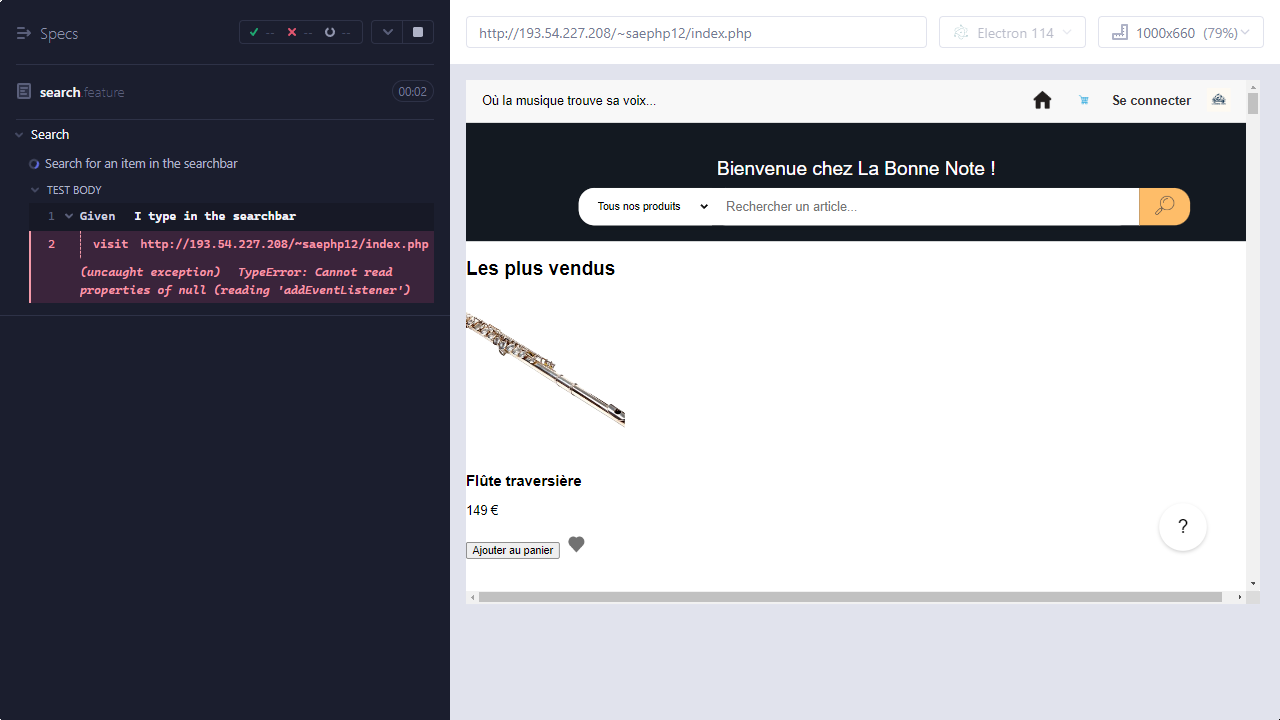 Specs
-- -- --
search.feature
00:02
Search
Search for an item in the searchbar
TEST BODY
1 Given I type in the searchbar
2 visit http://193.54.227.208/~saephp12/index.php
(uncaught exception) TypeError: Cannot read
properties of null (reading 'addEventListener')
http://193.54.227.208/~saephp12/index.php
Electron 114
1000x660 (79%)
Où la musique trouve sa voix...
Se connecter
Bienvenue chez La Bonne Note !
Tous nos produits
Rechercher un article...
Les plus vendus
Flûte traversière
149 €
Ajouter au panier
?